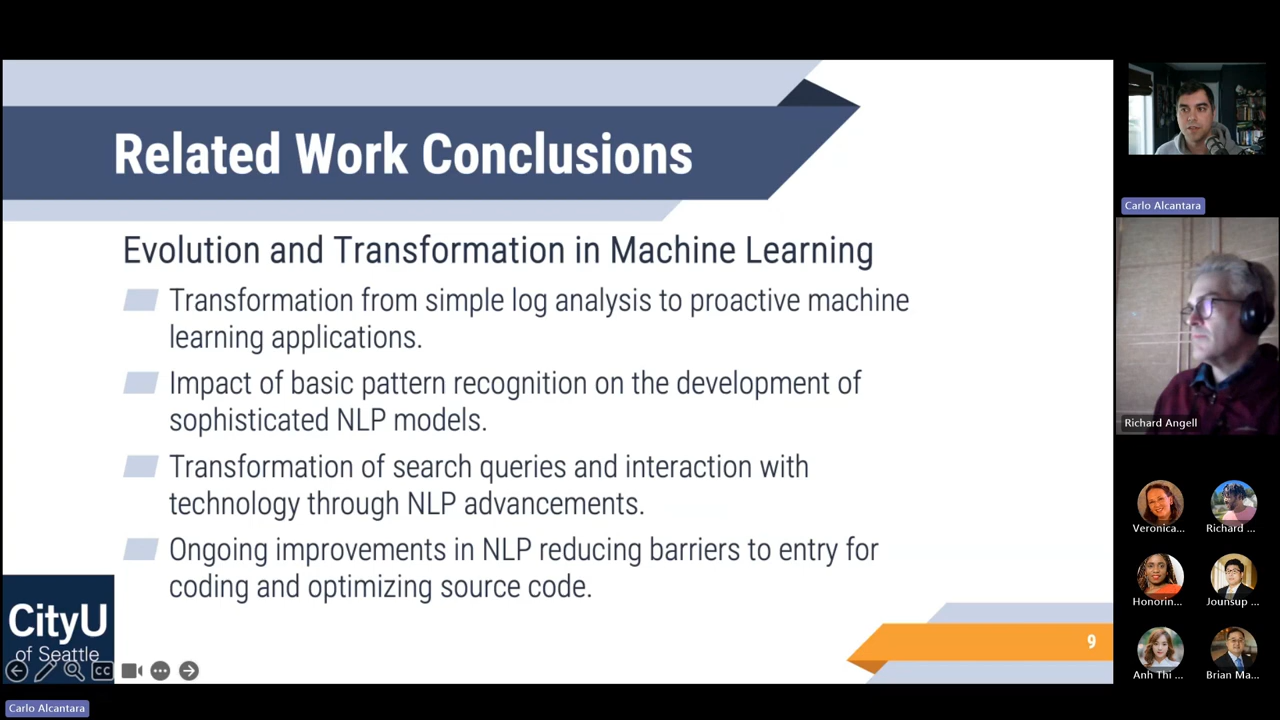 Related Work Conclusions
Evolution and Transformation in Machine Learning
Transformation from simple log analysis to proactive machine
learning applications.
Impact of basic pattern recognition on the development of
sophisticated NLP models.
Transformation of search queries and interaction with
technology through NLP advancements.
Ongoing improvements in NLP reducing barriers to entry for
coding and optimizing source code.
CityU
of Seattle
CC
9
Carlo Alcantara
Carlo Alcantara
Richard Angell
Veronica...
Richard ...
Honorin...
Jounsup ...
Anh Thi ...
Brian Ma...